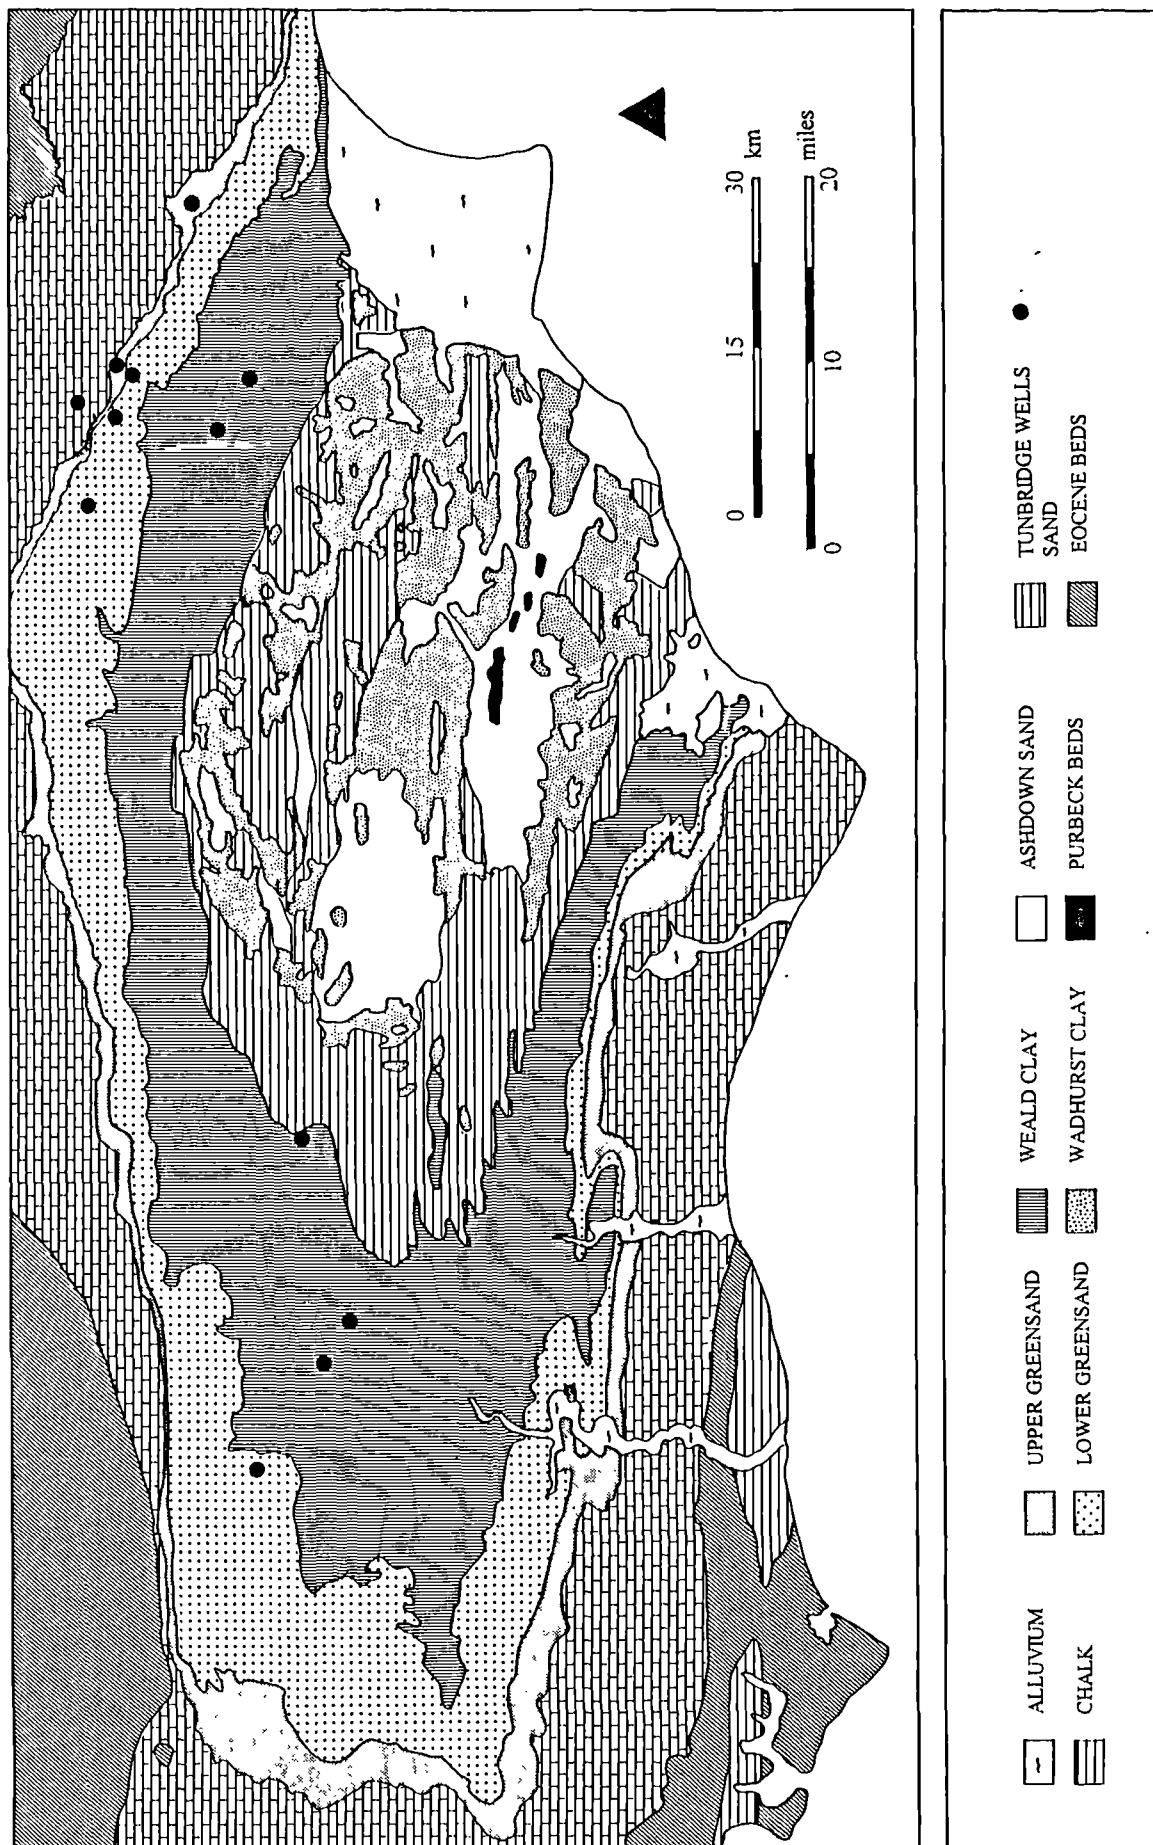 0 15 30 km
0 10 20 miles
ALLUVIUM
CHALK
UPPER GREENSAND
LOWER GREENSAND
WEALD CLAY
WADHURST CLAY
ASHDOWN SAND
PURBECK BEDS
TUNBRIDGE WELLS
SAND
EOCENE BEDS